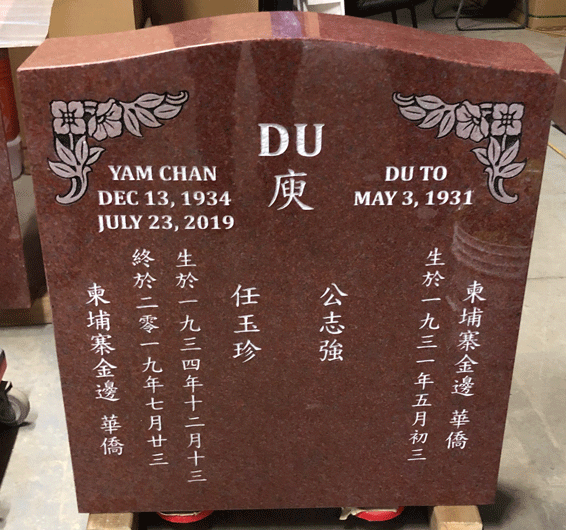 DU
庾
YAM CHAN
DEC 13, 1934
JULY 23, 2019
DU TO
MAY 3, 1931
柬埔寨金邊 華僑
生於一九三一年五月初三
公志強
任玉珍
生於一九三四年十二月十三
終於二零一九年七月廿三
柬埔寨金邊 華僑